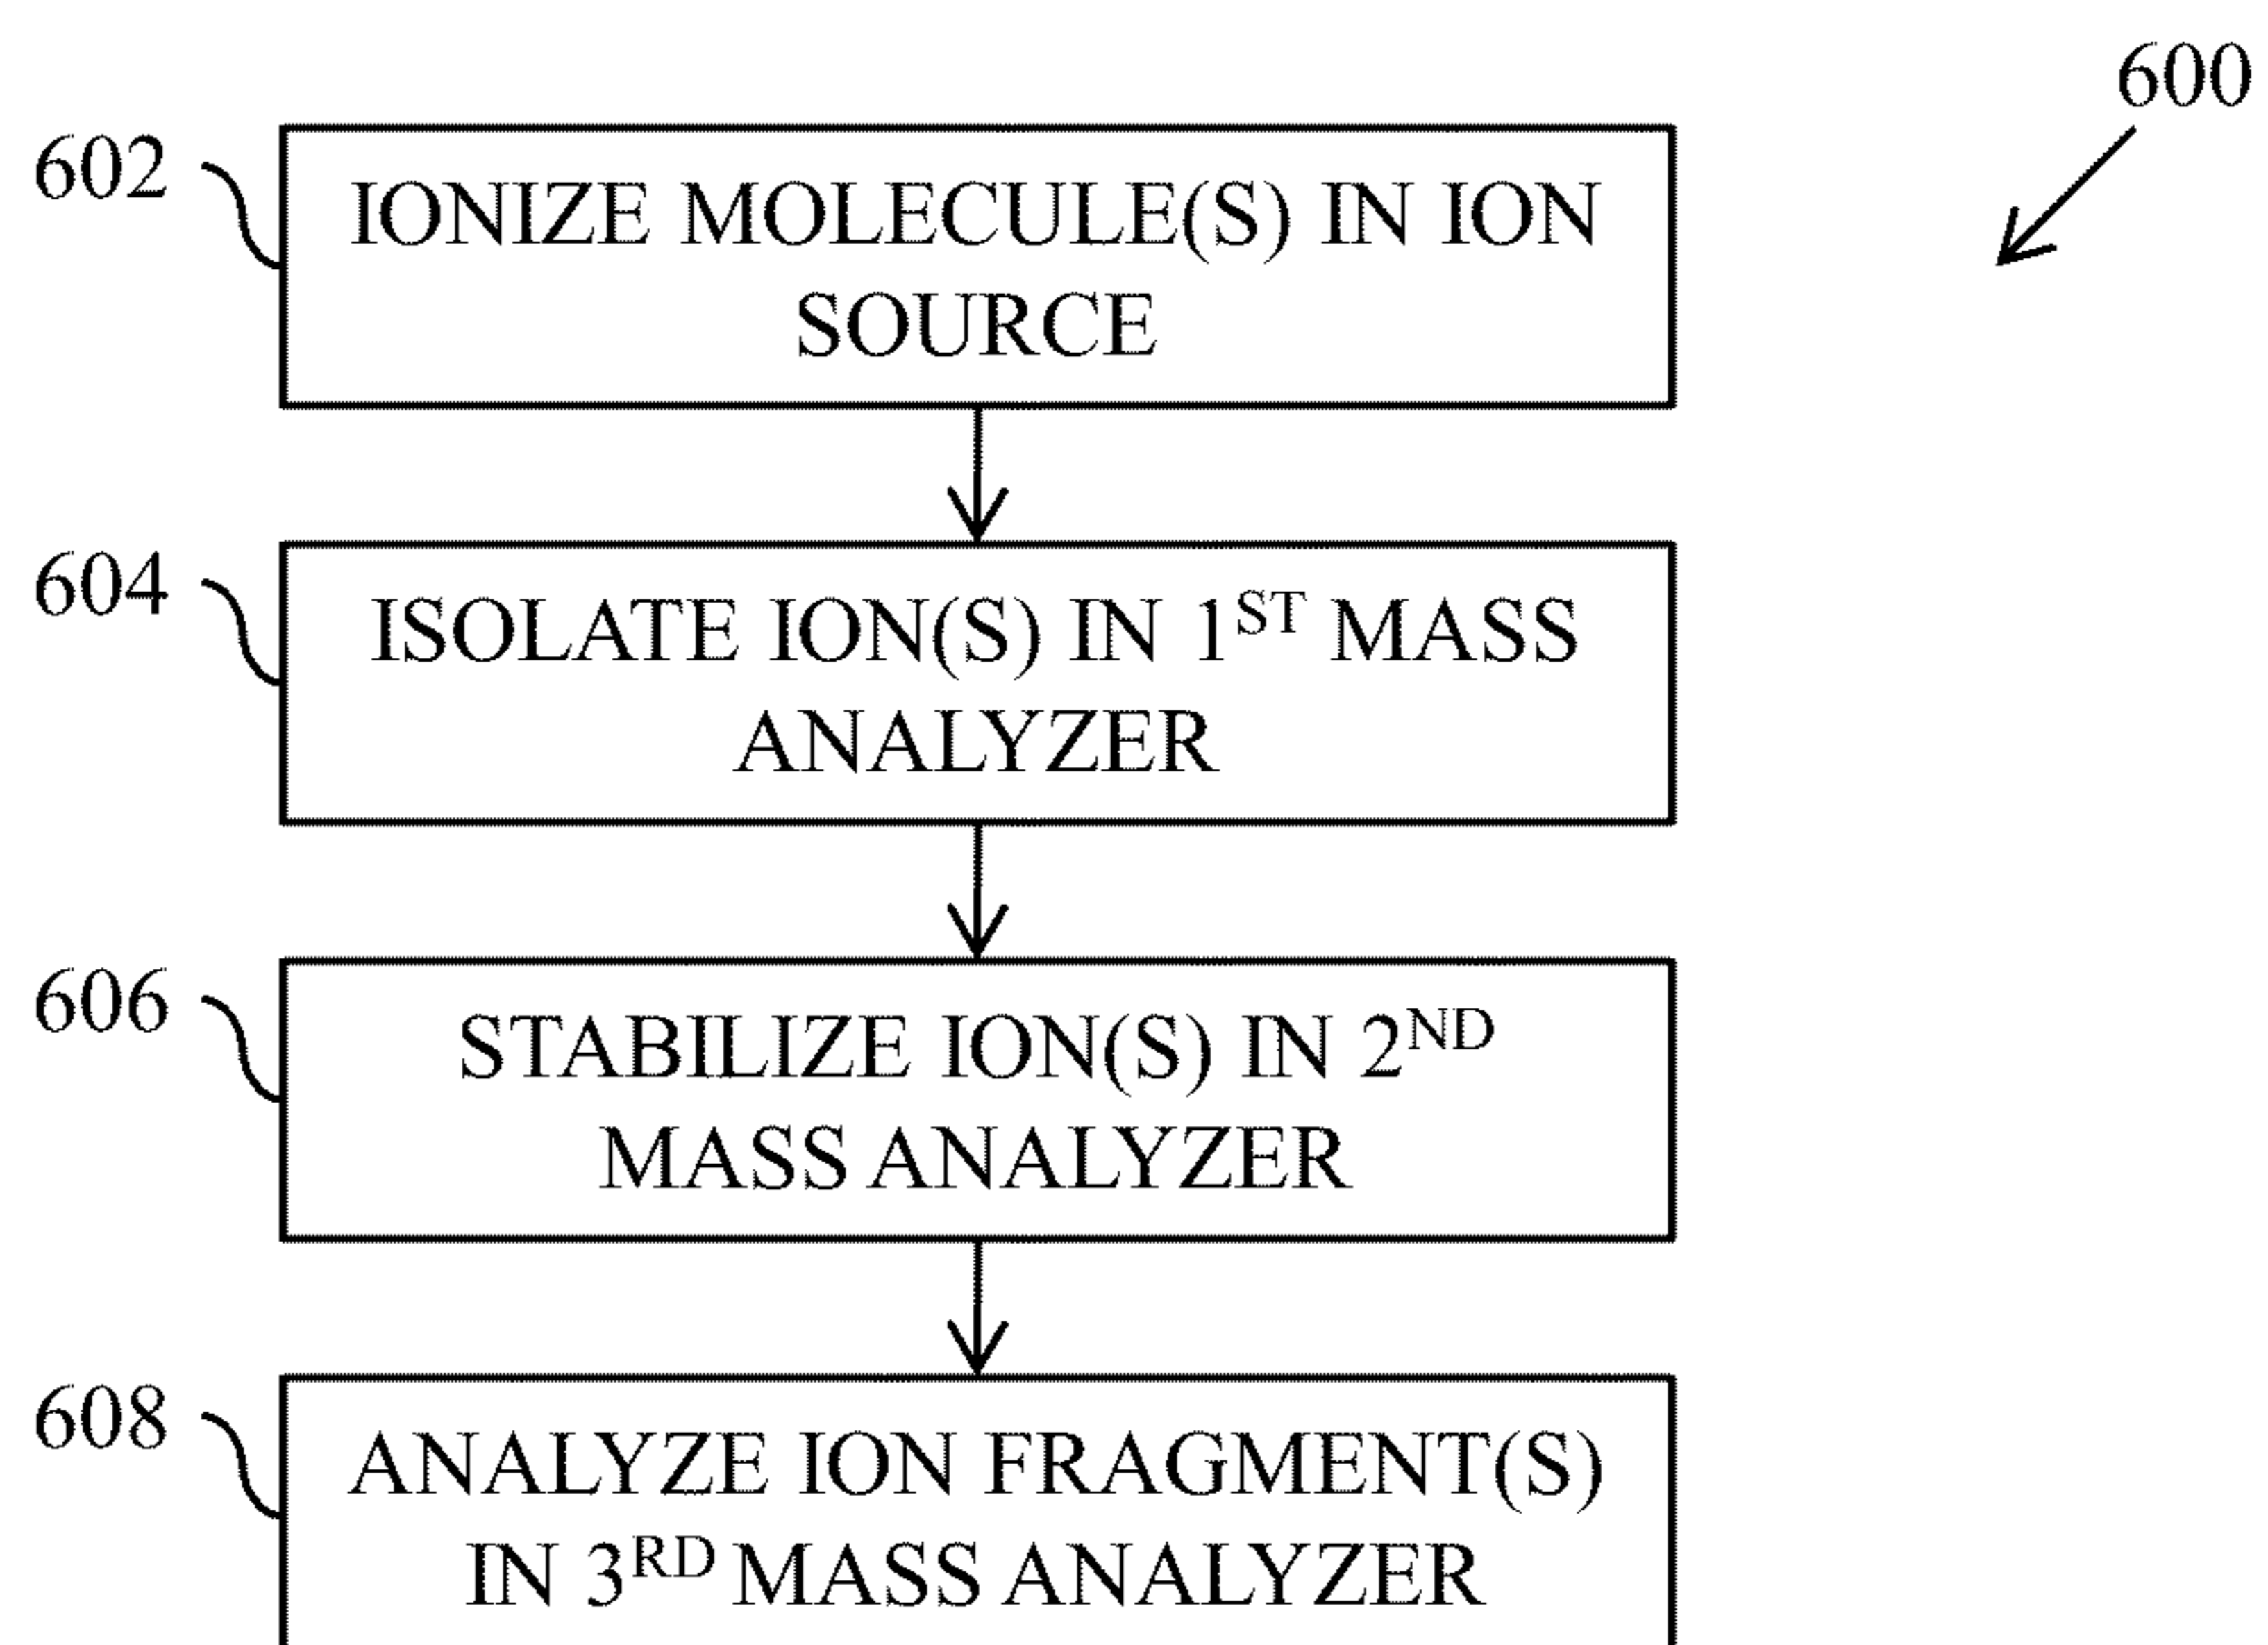 600
602
IONIZE MOLECULE(S) IN ION
SOURCE
604
ISOLATE ION(S) IN 1ST MASS
ANALYZER
606
STABILIZE ION(S) IN 2ND
MASS ANALYZER
608
ANALYZE ION FRAGMENT(S)
IN 3RD MASS ANALYZER